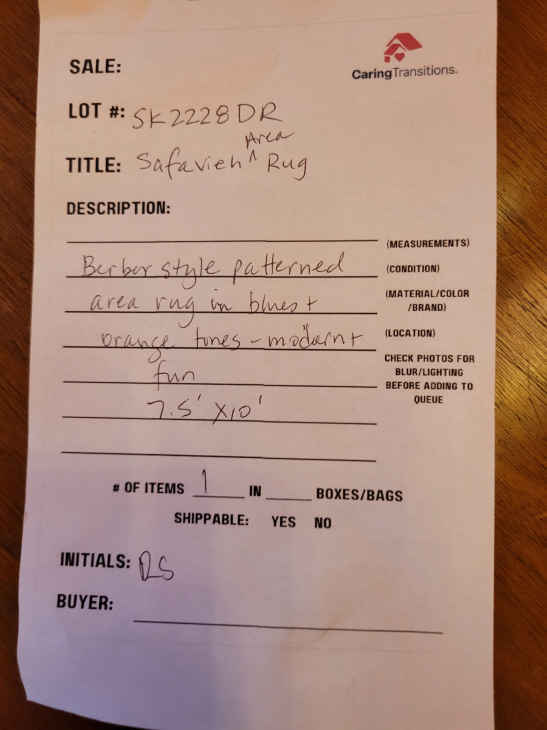 SALE:
CaringTransitions.
LOT #: SK2228DR
TITLE: Safavieh Area Rug
DESCRIPTION:
(MEASUREMENTS)
Berber style patterned (CONDITION)
area rug in blues + (MATERIAL/COLOR /BRAND)
orange tones - modern + (LOCATION)
fun
CHECK PHOTOS FOR
BLUR/LIGHTING
BEFORE ADDING TO
QUEUE
7.5' X10'
# OF ITEMS 1 IN BOXES/BAGS
SHIPPABLE: YES NO
INITIALS: DS
BUYER: